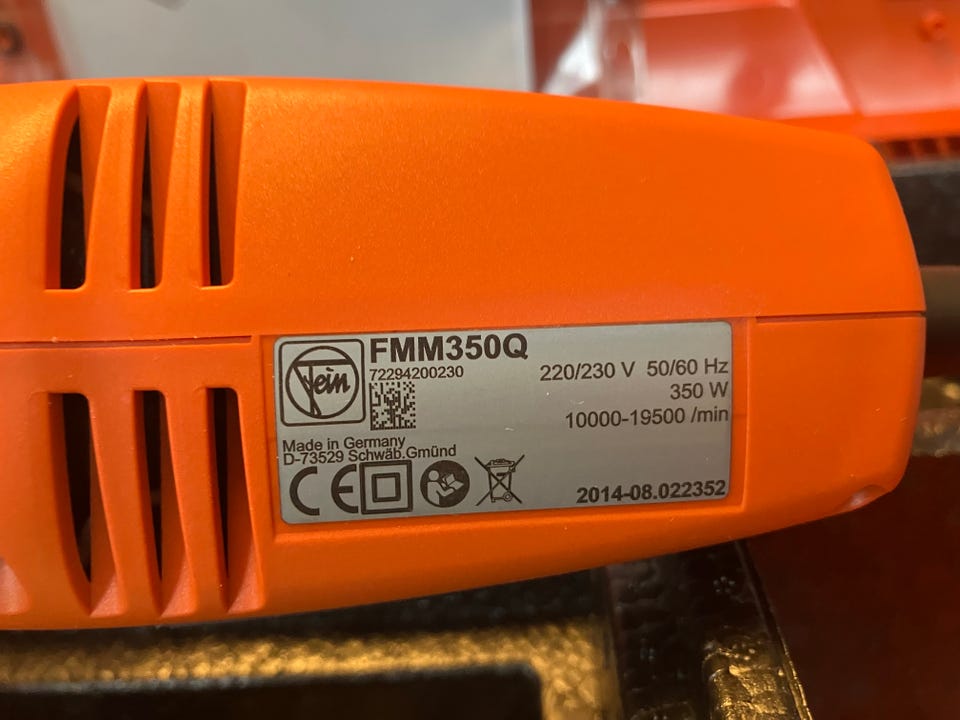 Fein
FMM350Q
72294200230
220/230 V 50/60 Hz
350 W
10000-19500 /min
Made in Germany
D-73529 Schwäb.Gmünd
CE
2014-08.022352